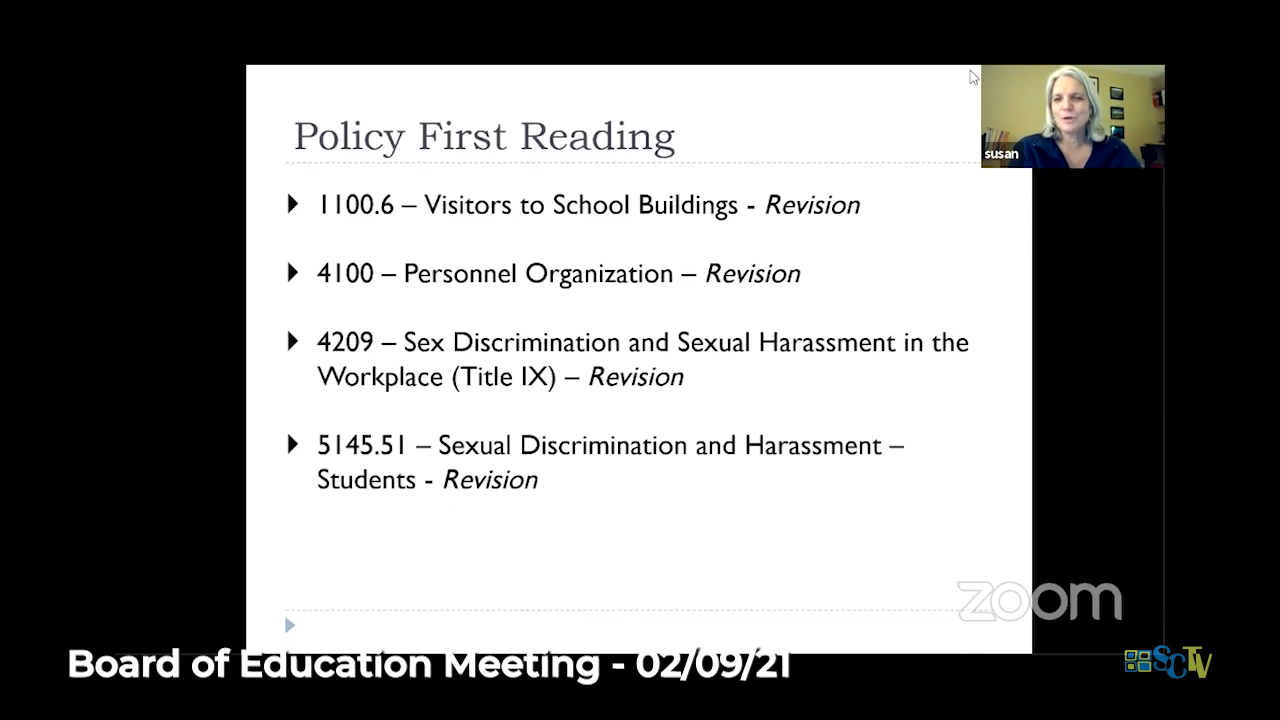 Policy First Reading
susan
1100.6 – Visitors to School Buildings - Revision
4100 – Personnel Organization – Revision
4209 – Sex Discrimination and Sexual Harassment in the
Workplace (Title IX) – Revision
5145.51 – Sexual Discrimination and Harassment –
Students - Revision
zoom
Board of Education Meeting - 02/09/21
SCTV